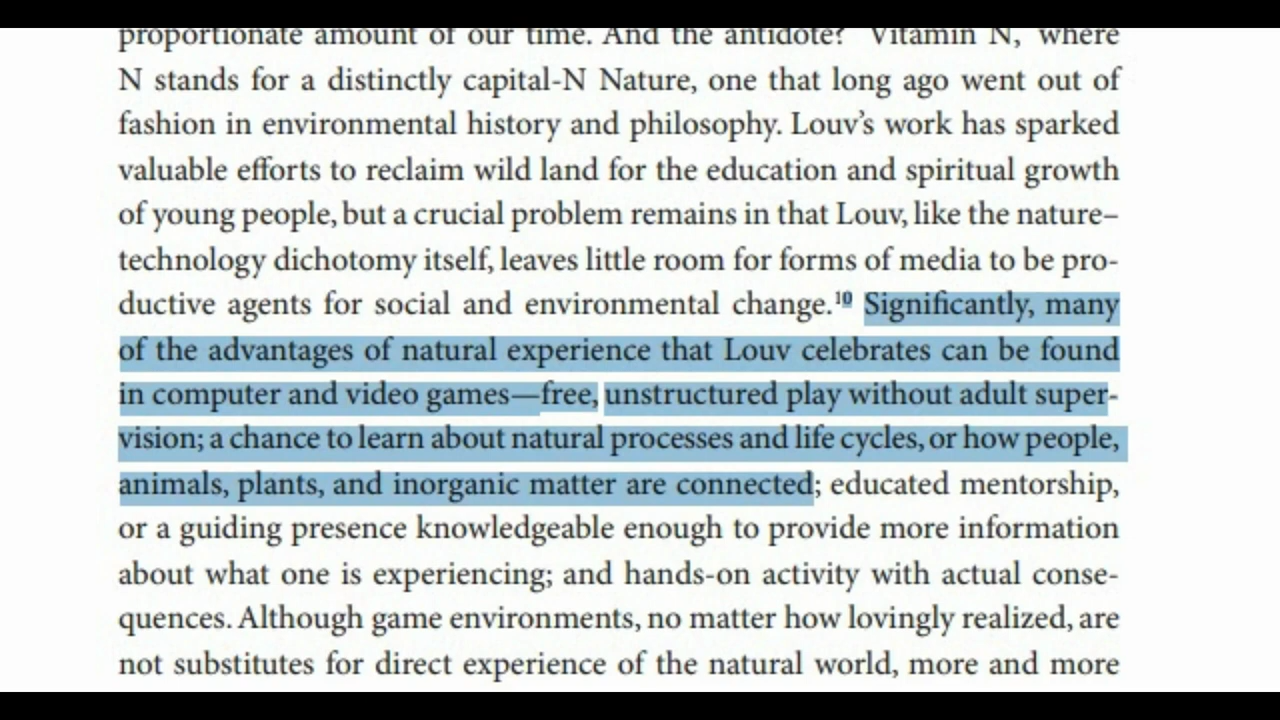 proportionate amount of our time. And the antidote? “Vitamin N,” where
N stands for a distinctly capital-N Nature, one that long ago went out of
fashion in environmental history and philosophy. Louv’s work has sparked
valuable efforts to reclaim wild land for the education and spiritual growth
of young people, but a crucial problem remains in that Louv, like the nature–
technology dichotomy itself, leaves little room for forms of media to be pro-
ductive agents for social and environmental change.¹⁰ Significantly, many
of the advantages of natural experience that Louv celebrates can be found
in computer and video games—free, unstructured play without adult super-
vision; a chance to learn about natural processes and life cycles, or how people,
animals, plants, and inorganic matter are connected; educated mentorship,
or a guiding presence knowledgeable enough to provide more information
about what one is experiencing; and hands-on activity with actual conse-
quences. Although game environments, no matter how lovingly realized, are
not substitutes for direct experience of the natural world, more and more